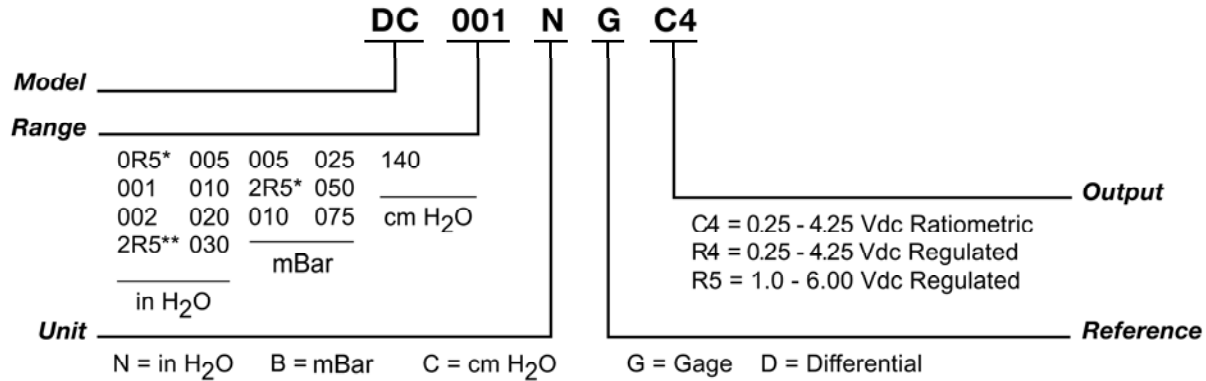 DC 001 N G C4
Model
Range
0R5* 005 005 025 140
001 010 2R5* 050
002 020 010 075 cm H2O
2R5** 030
mBar
in H2O
Output
C4 = 0.25 - 4.25 Vdc Ratiometric
R4 = 0.25 - 4.25 Vdc Regulated
R5 = 1.0 - 6.00 Vdc Regulated
Unit
N = in H2O B = mBar C = cm H2O
Reference
G = Gage D = Differential